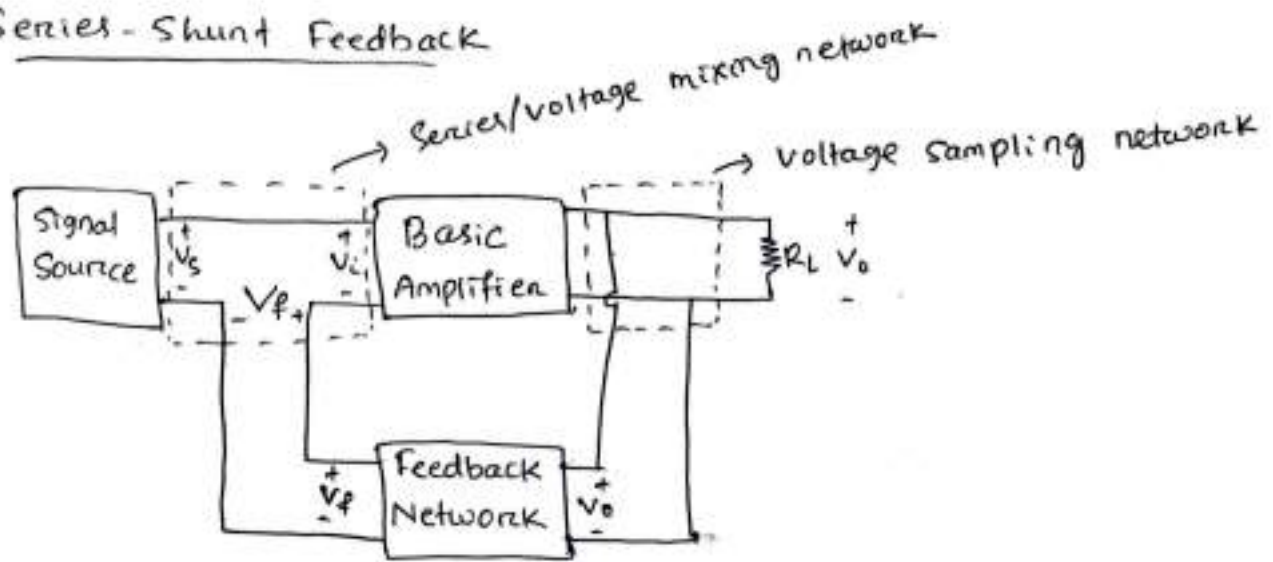 Series - Shunt Feedback
Series/voltage mixing network
voltage sampling network
Signal
Source
+
Vs
-
+
Vi
-
- Vf +
Basic
Amplifier
RL
+
Vo
-
+
Vf
-
Feedback
Network
+
Vo
-